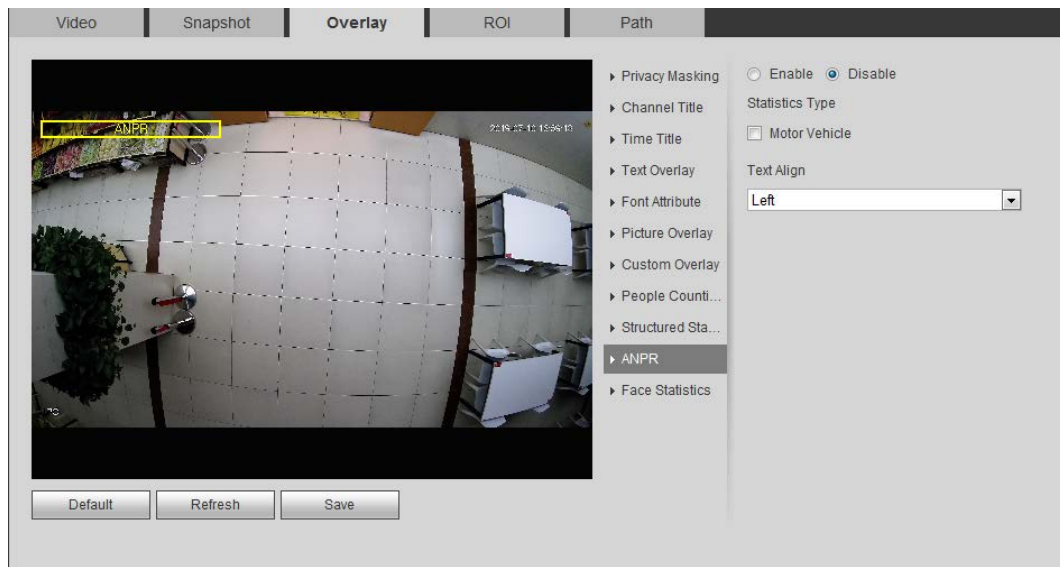 Video Snapshot Overlay ROI Path
ANPR
Privacy Masking
Channel Title
Time Title
Text Overlay
Font Attribute
Picture Overlay
Custom Overlay
People Counti...
Structured Sta...
ANPR
Face Statistics
Enable Disable
Statistics Type
Motor Vehicle
Text Align
Left
Default Refresh Save